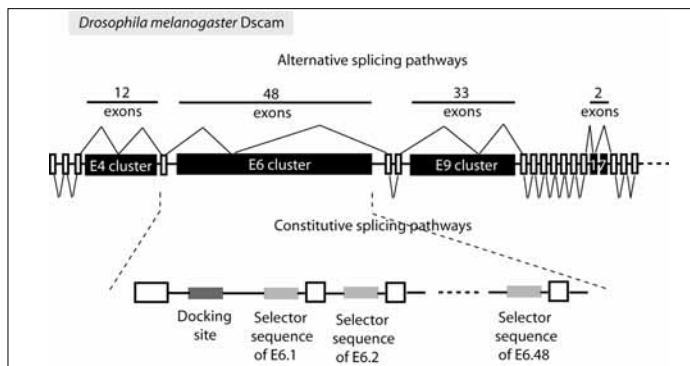 Drosophila melanogaster Dscam
Alternative splicing pathways
12 48 33 2
exons exons exons exons
E4 cluster E6 cluster E9 cluster 17
Constitutive splicing pathways
Docking
site
Selector
sequence
of E6.1
Selector
sequence
of E6.2
Selector
sequence
of E6.48